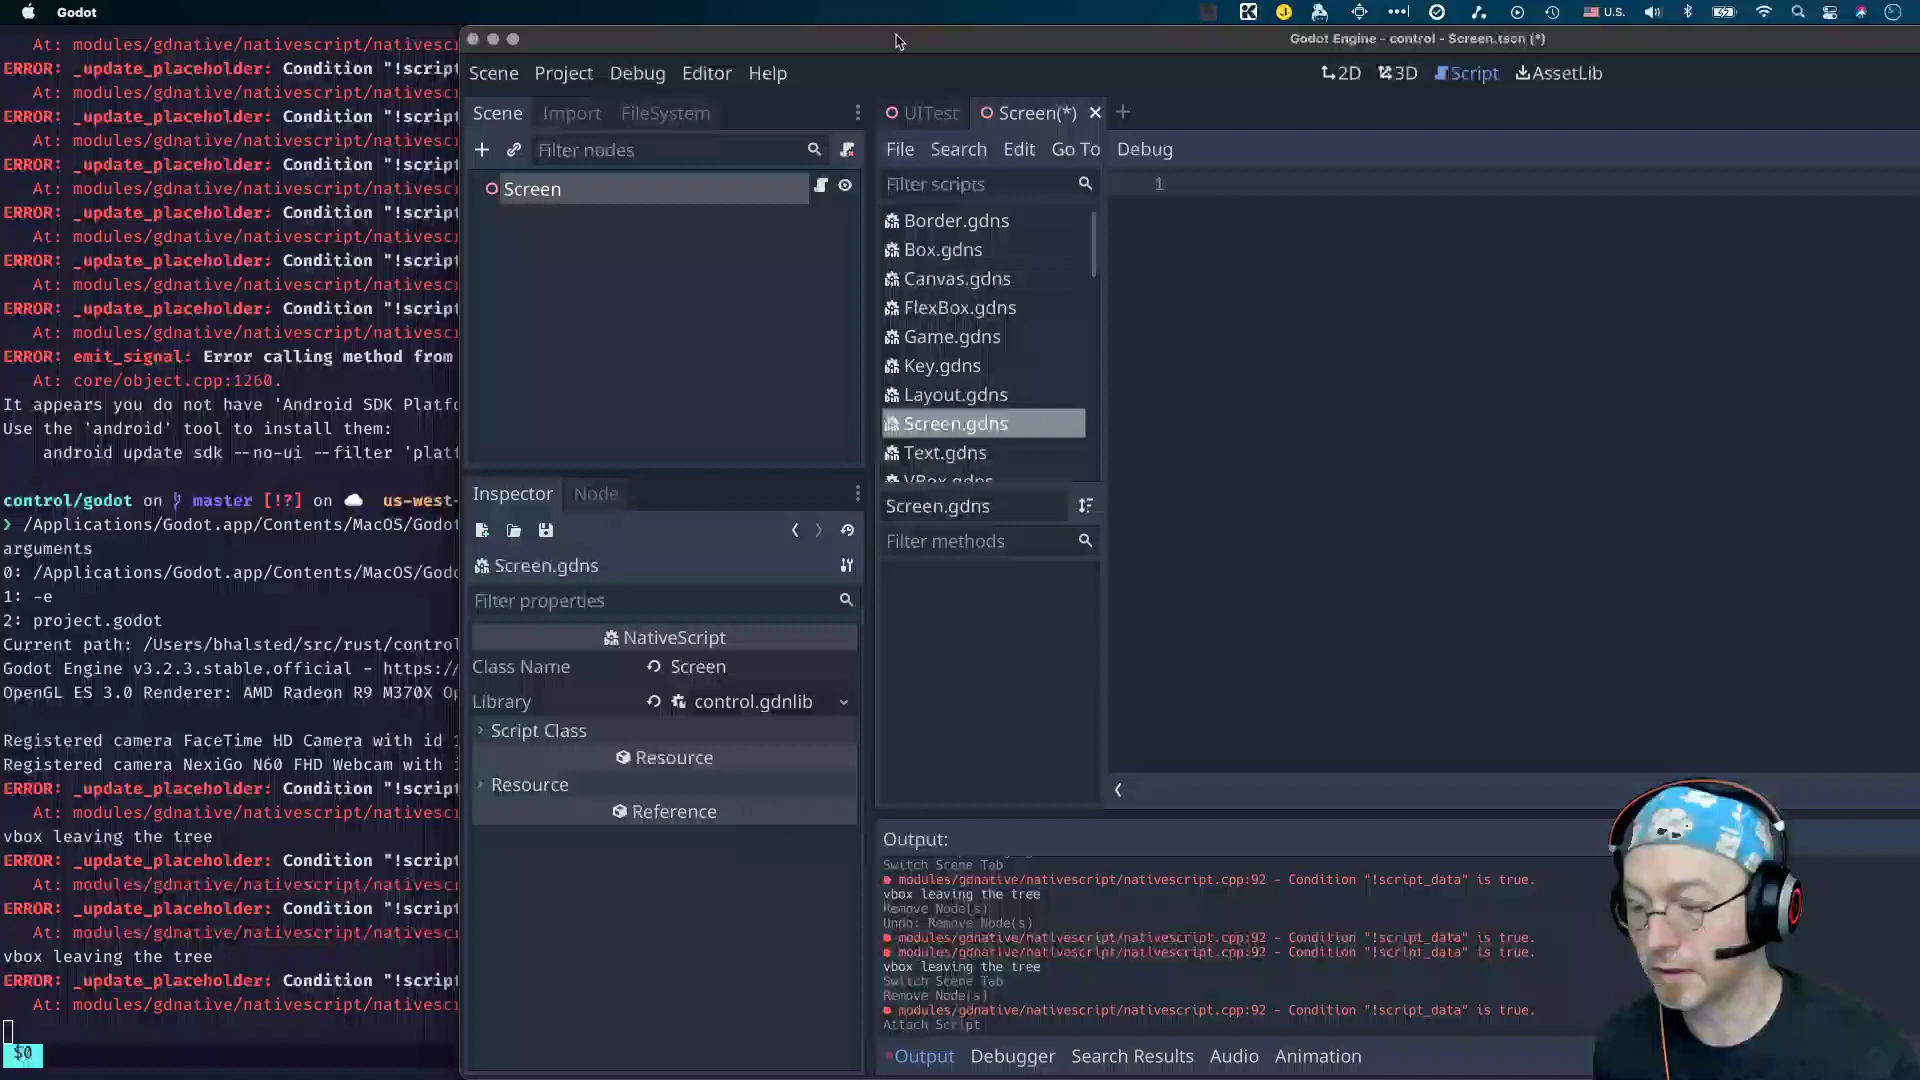 Godot
U.S.
At: modules/gdnative/nativescript/nativesc
ERROR: _update_placeholder: Condition "!script
At: modules/gdnative/nativescript/nativesc
ERROR: _update_placeholder: Condition "!script
At: modules/gdnative/nativescript/nativesc
ERROR: _update_placeholder: Condition "!script
At: modules/gdnative/nativescript/nativesc
ERROR: _update_placeholder: Condition "!script
At: modules/gdnative/nativescript/nativesc
ERROR: _update_placeholder: Condition "!script
At: modules/gdnative/nativescript/nativesc
ERROR: _update_placeholder: Condition "!script
At: modules/gdnative/nativescript/nativesc
ERROR: emit_signal: Error calling method from
At: core/object.cpp:1260.
It appears you do not have 'Android SDK Platfo
Use the 'android' tool to install them:
android update sdk --no-ui --filter 'platf
control/godot on master [!?] on us-west-
❯ /Applications/Godot.app/Contents/MacOS/Godot
arguments
0: /Applications/Godot.app/Contents/MacOS/Godo
1: -e
2: project.godot
Current path: /Users/bhalsted/src/rust/control
Godot Engine v3.2.3.stable.official - https:/
OpenGL ES 3.0 Renderer: AMD Radeon R9 M370X Op
Registered camera FaceTime HD Camera with id 1
Registered camera NexiGo N60 FHD Webcam with i
ERROR: _update_placeholder: Condition "!script
At: modules/gdnative/nativescript/nativesc
vbox leaving the tree
ERROR: _update_placeholder: Condition "!script
At: modules/gdnative/nativescript/nativesc
ERROR: _update_placeholder: Condition "!script
At: modules/gdnative/nativescript/nativesc
vbox leaving the tree
ERROR: _update_placeholder: Condition "!script
At: modules/gdnative/nativescript/nativesc
$0
Godot Engine - control - Screen.tscn (*)
Scene Project Debug Editor Help
2D 3D Script AssetLib
Scene Import FileSystem
Filter nodes
Screen
UITest Screen(*)
File Search Edit Go To Debug
Filter scripts
1
Border.gdns
Box.gdns
Canvas.gdns
FlexBox.gdns
Game.gdns
Key.gdns
Layout.gdns
Screen.gdns
Text.gdns
VBox.gdns
Screen.gdns
Filter methods
Inspector Node
Screen.gdns
Filter properties
NativeScript
Class Name Screen
Library control.gdnlib
Script Class
Resource
Resource
Reference
Output:
Switch Scene Tab
modules/gdnative/nativescript/nativescript.cpp:92 - Condition "!script_data" is true.
vbox leaving the tree
Remove Node(s)
Undo: Remove Node(s)
modules/gdnative/nativescript/nativescript.cpp:92 - Condition "!script_data" is true.
modules/gdnative/nativescript/nativescript.cpp:92 - Condition "!script_data" is true.
vbox leaving the tree
Switch Scene Tab
Remove Node(s)
modules/gdnative/nativescript/nativescript.cpp:92 - Condition "!script_data" is true.
Attach Script
Output Debugger Search Results Audio Animation